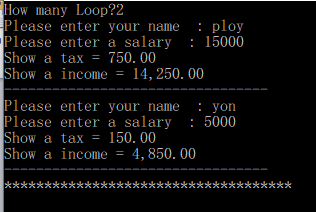 How many Loop?2
Please enter your name  : ploy
Please enter a salary  : 15000
Show a tax = 750.00
Show a income = 14,250.00
---------------------------------
Please enter your name  : yon
Please enter a salary  : 5000
Show a tax = 150.00
Show a income = 4,850.00
---------------------------------
************************************